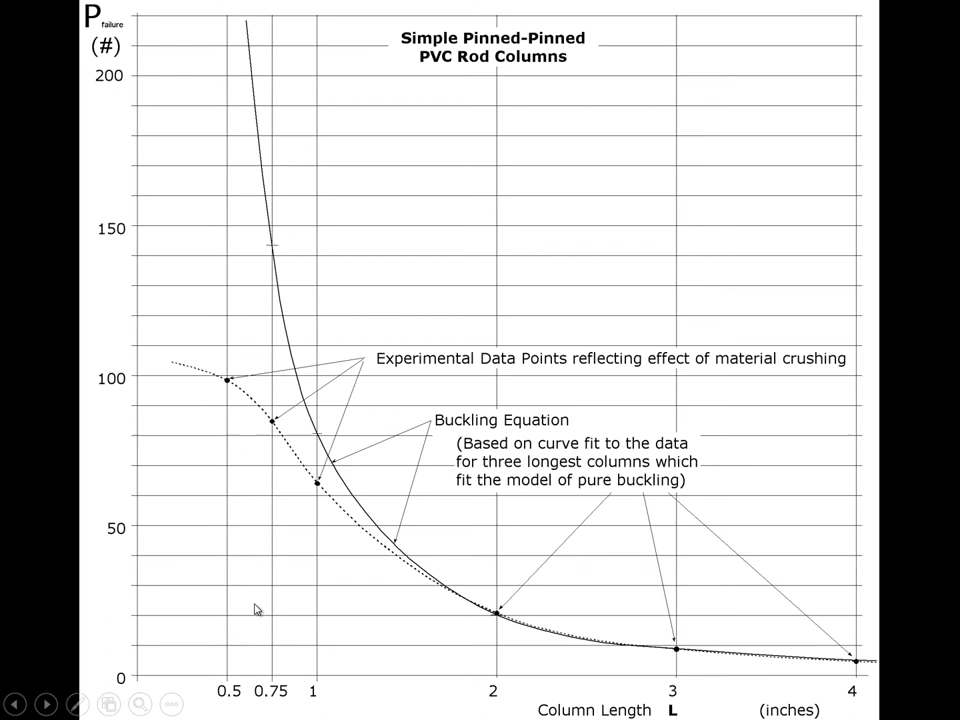 P failure
(#)
Simple Pinned-Pinned
PVC Rod Columns
200
150
Experimental Data Points reflecting effect of material crushing
100
Buckling Equation
(Based on curve fit to the data
for three longest columns which
fit the model of pure buckling)
50
0
0.5 0.75 1 2 3 4
Column Length L (inches)